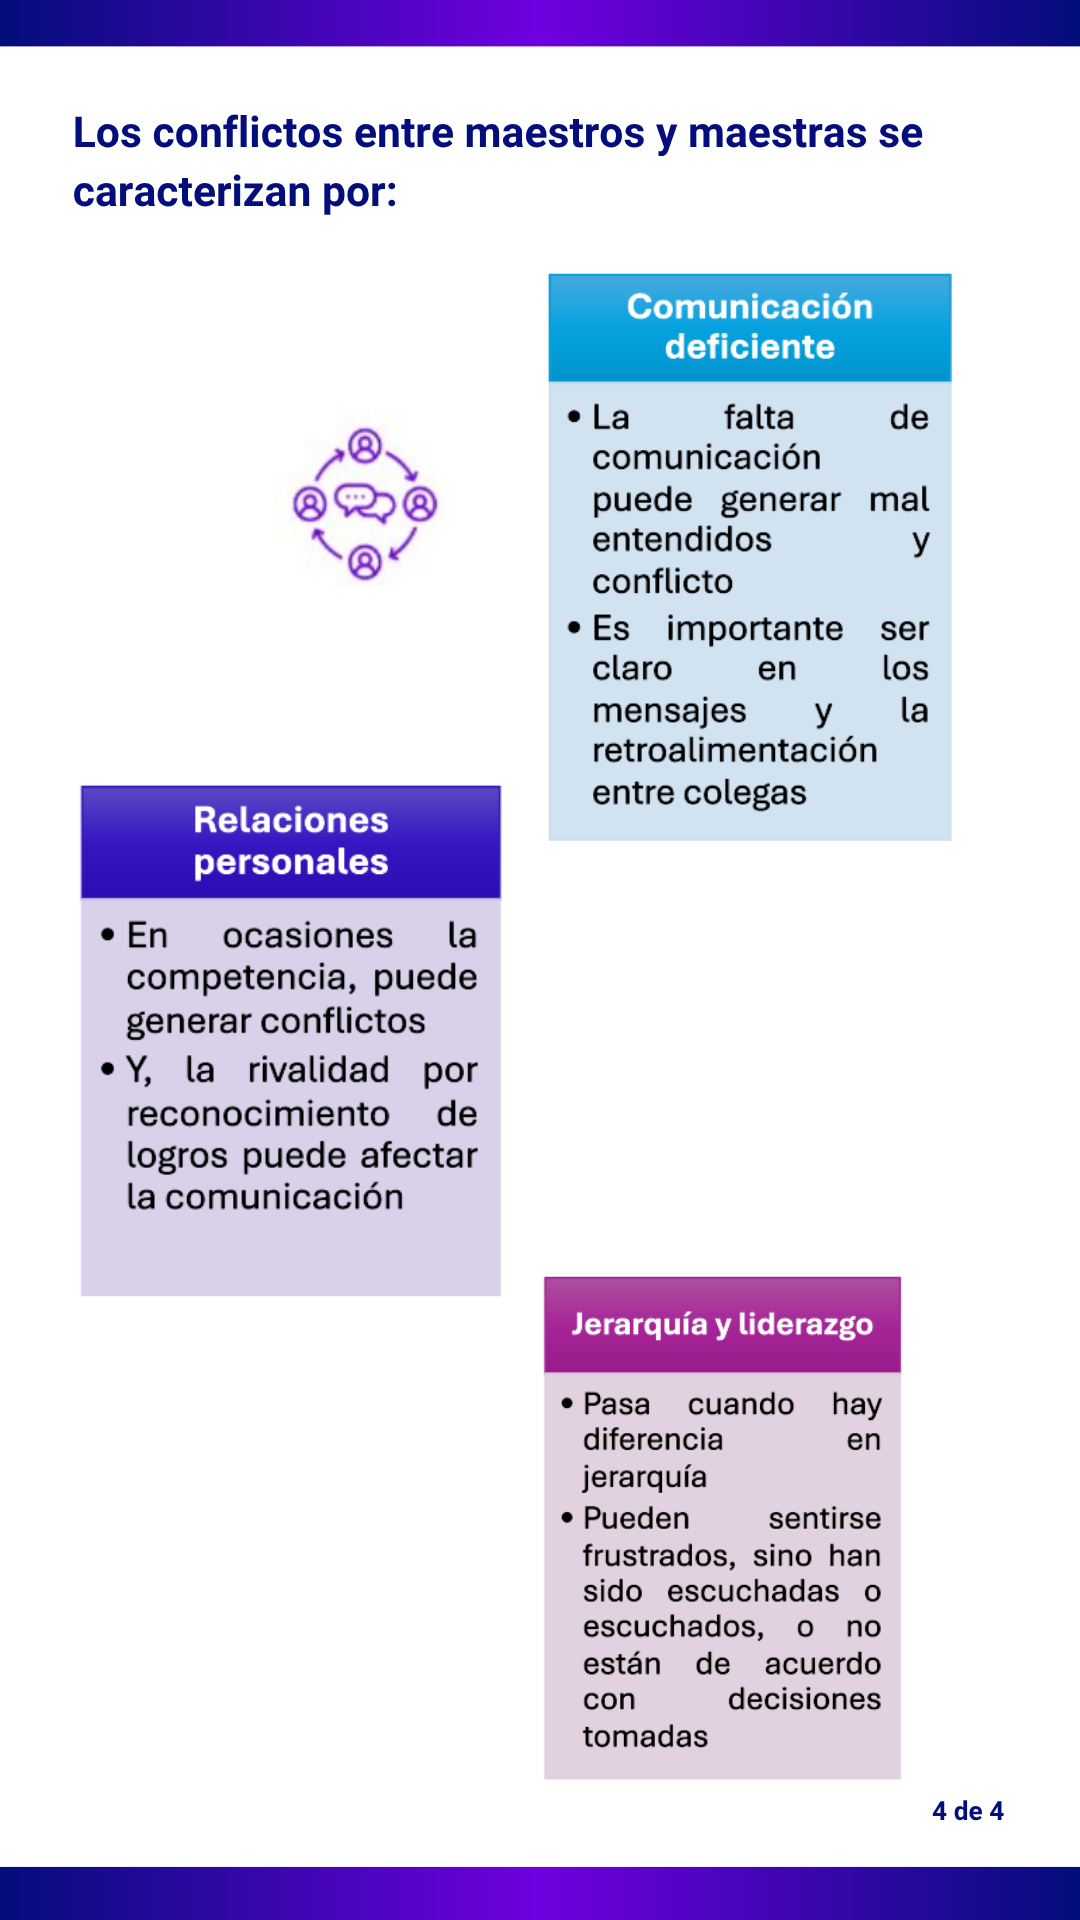 Los conflictos entre maestros y maestras se
caracterizan por:
Comunicación
deficiente
• La falta de
comunicación
puede generar mal
entendidos y
conflicto
• Es importante ser
claro en los
mensajes y la
retroalimentación
entre colegas
Relaciones
personales
• En ocasiones la
competencia, puede
generar conflictos
• Y, la rivalidad por
reconocimiento de
logros puede afectar
la comunicación
Jerarquía y liderazgo
• Pasa cuando hay
diferencia en
jerarquía
• Pueden sentirse
frustrados, sino han
sido escuchadas o
escuchados, o no
están de acuerdo
con decisiones
tomadas
4 de 4